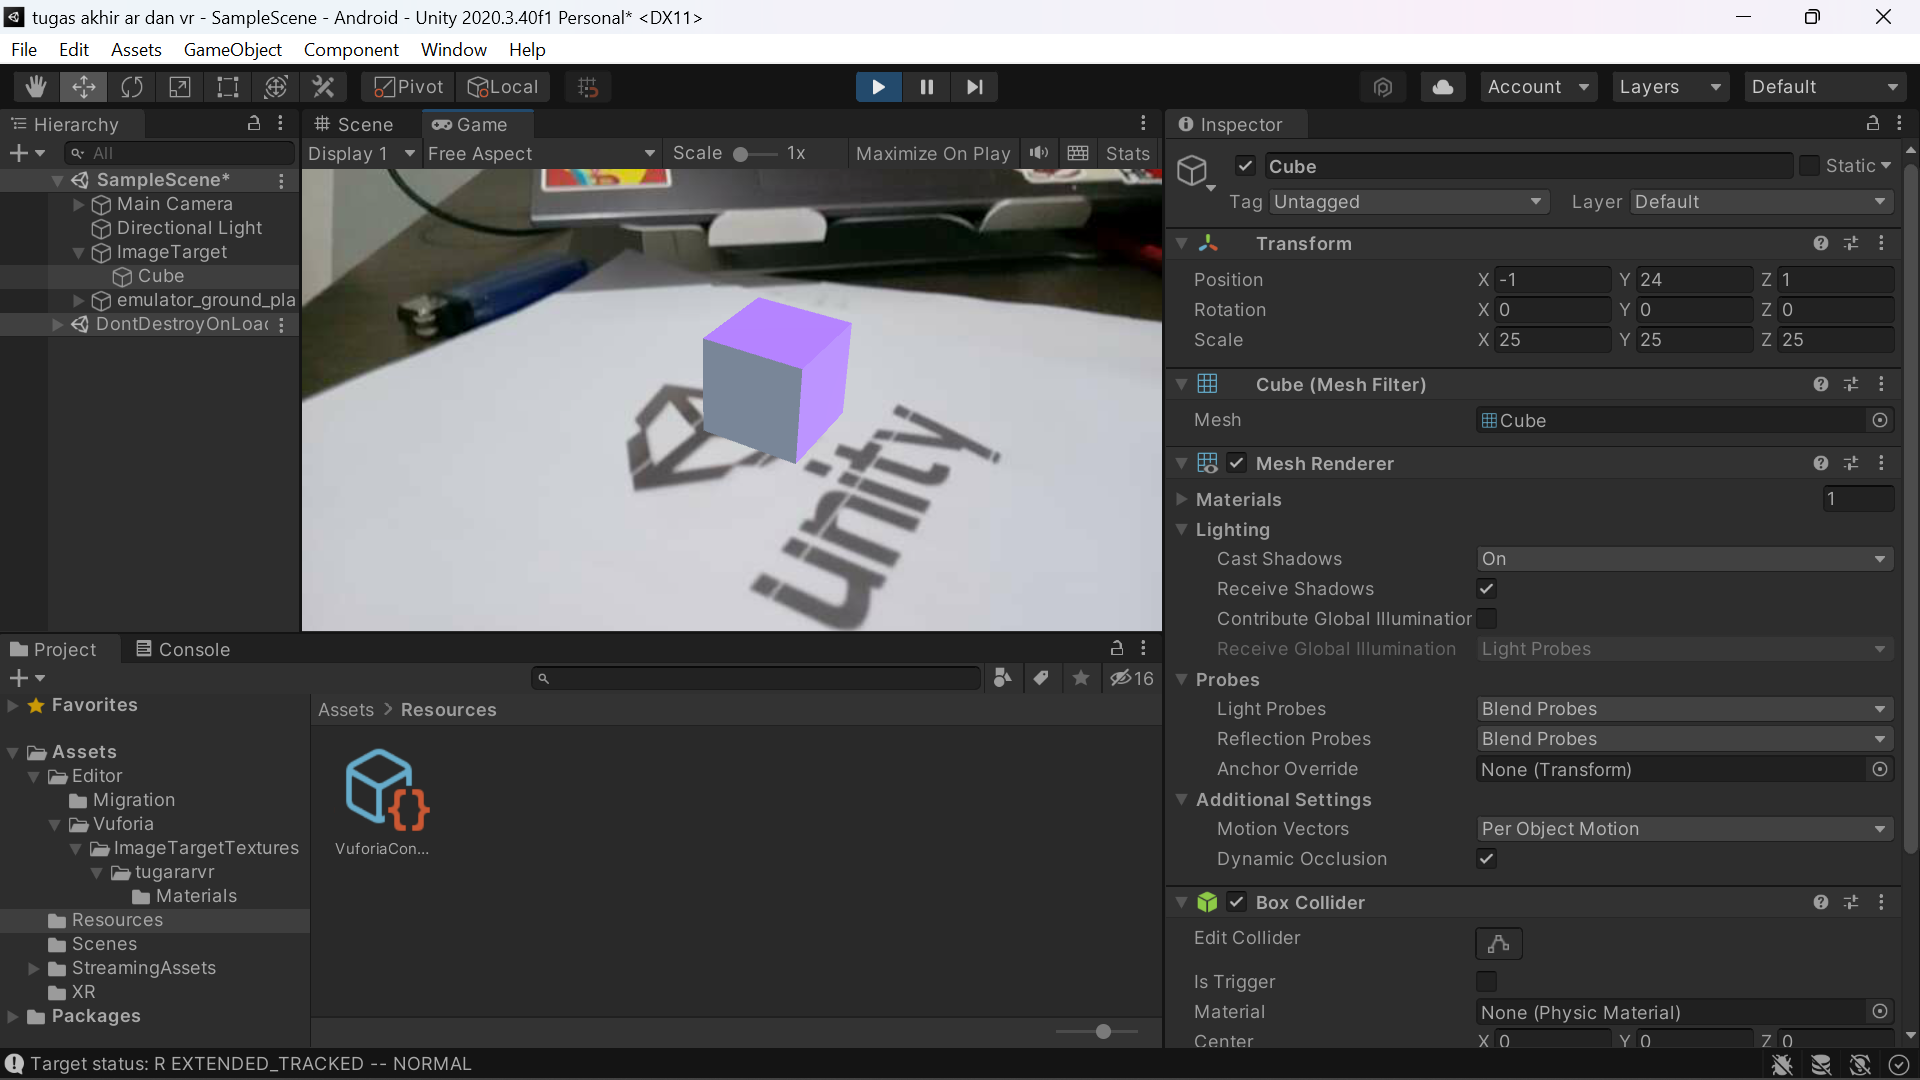 tugas akhir ar dan vr - SampleScene - Android - Unity 2020.3.40f1 Personal* <DX11>
File Edit Assets GameObject Component Window Help
Pivot Local Account Layers Default
Hierarchy
All
SampleScene*
Main Camera
Directional Light
ImageTarget
Cube
emulator_ground_pla
DontDestroyOnLoad
Scene Game
Display 1 Free Aspect Scale 1x Maximize On Play Stats
unity
Inspector
Cube Static
Tag Untagged Layer Default
Transform
Position X -1 Y 24 Z 1
Rotation X 0 Y 0 Z 0
Scale X 25 Y 25 Z 25
Cube (Mesh Filter)
Mesh Cube
Mesh Renderer
Materials 1
Lighting
Cast Shadows On
Receive Shadows
Contribute Global Illumination
Receive Global Illumination Light Probes
Probes
Light Probes Blend Probes
Reflection Probes Blend Probes
Anchor Override None (Transform)
Additional Settings
Motion Vectors Per Object Motion
Dynamic Occlusion
Box Collider
Edit Collider
Is Trigger
Material None (Physic Material)
Center X 0 Y 0 Z 0
Project Console
16
Favorites
Assets
Editor
Migration
Vuforia
ImageTargetTextures
tugararvr
Materials
Resources
Scenes
StreamingAssets
XR
Packages
Assets > Resources
VuforiaCon...
Target status: R EXTENDED_TRACKED -- NORMAL